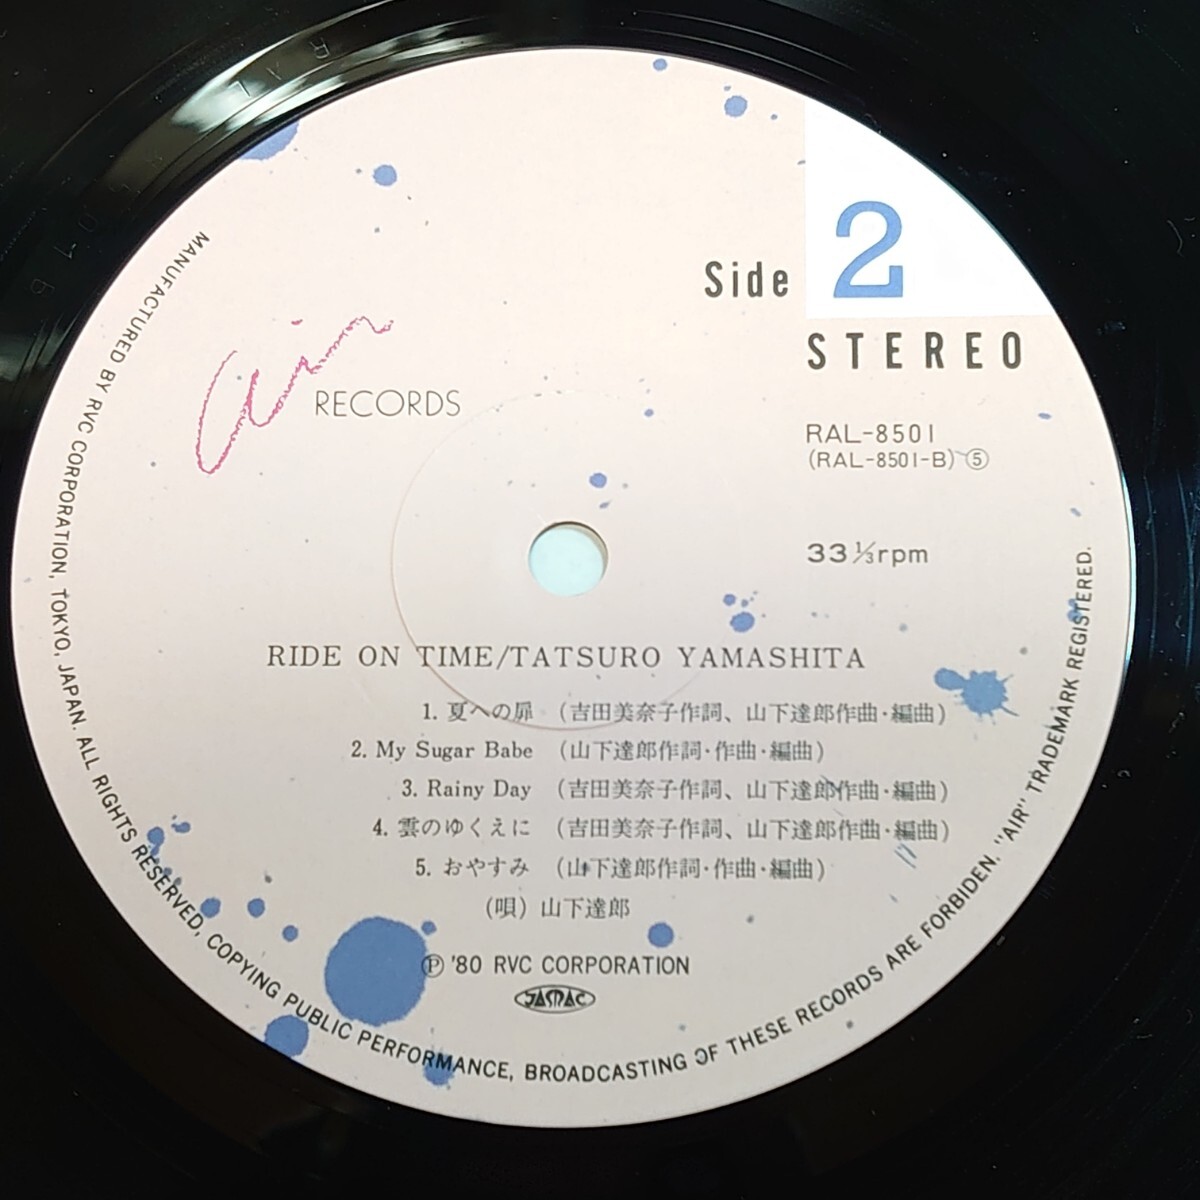 Side 2
STEREO
air RECORDS
RAL-8501
(RAL-8501-B) ⑤
33⅓rpm
RIDE ON TIME/TATSURO YAMASHITA
1. 夏への扉 (吉田美奈子作詞、山下達郎作曲·編曲)
2. My Sugar Babe (山下達郎作詞·作曲·編曲)
3. Rainy Day (吉田美奈子作詞、山下達郎作曲·編曲)
4. 雲のゆくえに (吉田美奈子作詞、山下達郎作曲·編曲)
5. おやすみ (山下達郎作詞·作曲·編曲)
(唄) 山下達郎
Ⓟ '80 RVC CORPORATION
JASRAC
MANUFACTURED BY RVC CORPORATION, TOKYO, JAPAN. ALL RIGHTS RESERVED, COPYING PUBLIC PERFORMANCE, BROADCASTING OF THESE RECORDS ARE FORBIDEN. "AIR" TRADEMARK REGISTERED.